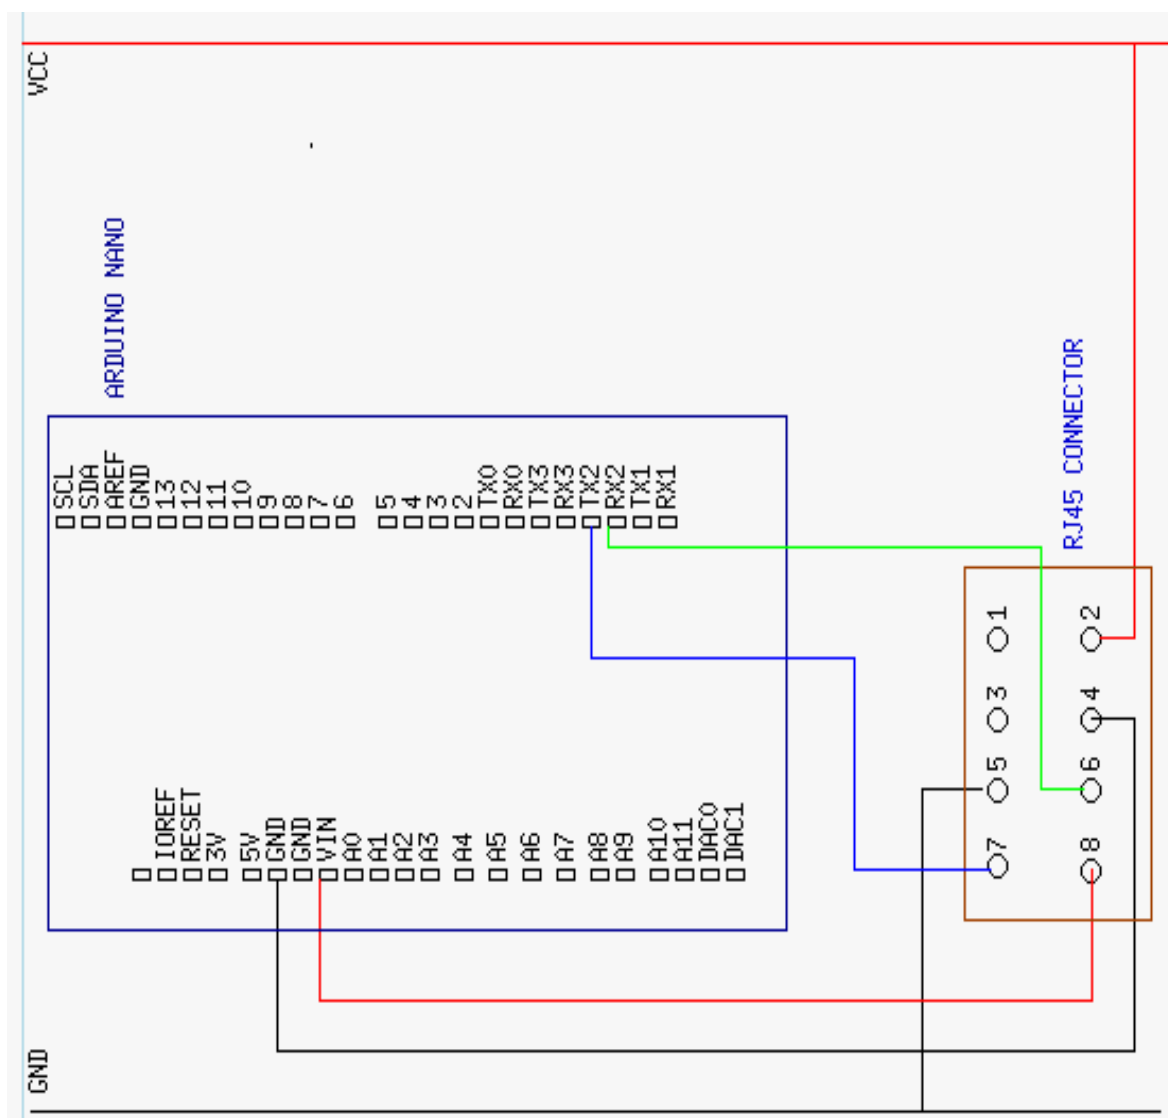 VCC
ARDUINO NANO
RJ45 CONNECTOR
SCL
SDA
AREF
GND
13
12
11
10
9
8
7
6
5
4
3
2
TX0
RX0
TX3
RX3
TX2
RX2
TX1
RX1
1
2
3
4
5
6
7
8
IOREF
RESET
3V
5V
GND
GND
VIN
A0
A1
A2
A3
A4
A5
A6
A7
A8
A9
A10
A11
DAC0
DAC1
GND